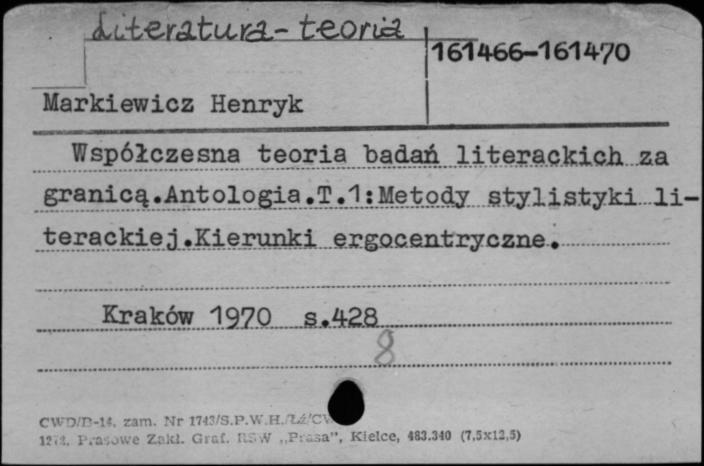 Literatura-teoria
161466-161470
Markiewicz Henryk
Współczesna teoria badań literackich za
granicą.Antologia.T.1:Metody stylistyki li-
terackiej.Kierunki ergocentryczne.
Kraków 1970 s.428
8
CWD/D-14, zam. Nr 1743/S.P.W.H./Łź/CW
Prasowe Zakł. Graf. RSW „Prasa”, Kielce, 483.340 (7,5x12,5)